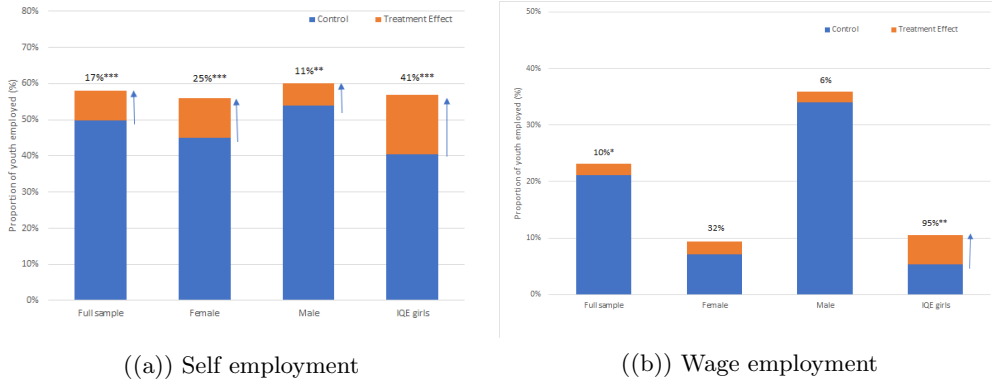 Control
Treatment Effect
Proportion of youth employed (%)
80%
70%
60%
50%
40%
30%
20%
10%
0%
17%***
25%***
11%**
41%***
Full sample
Female
Male
IQE girls
((a)) Self employment
Control
Treatment Effect
Proportion of youth employed (%)
50%
40%
30%
20%
10%
0%
10%*
32%
6%
95%**
Full sample
Female
Male
IQE girls
((b)) Wage employment